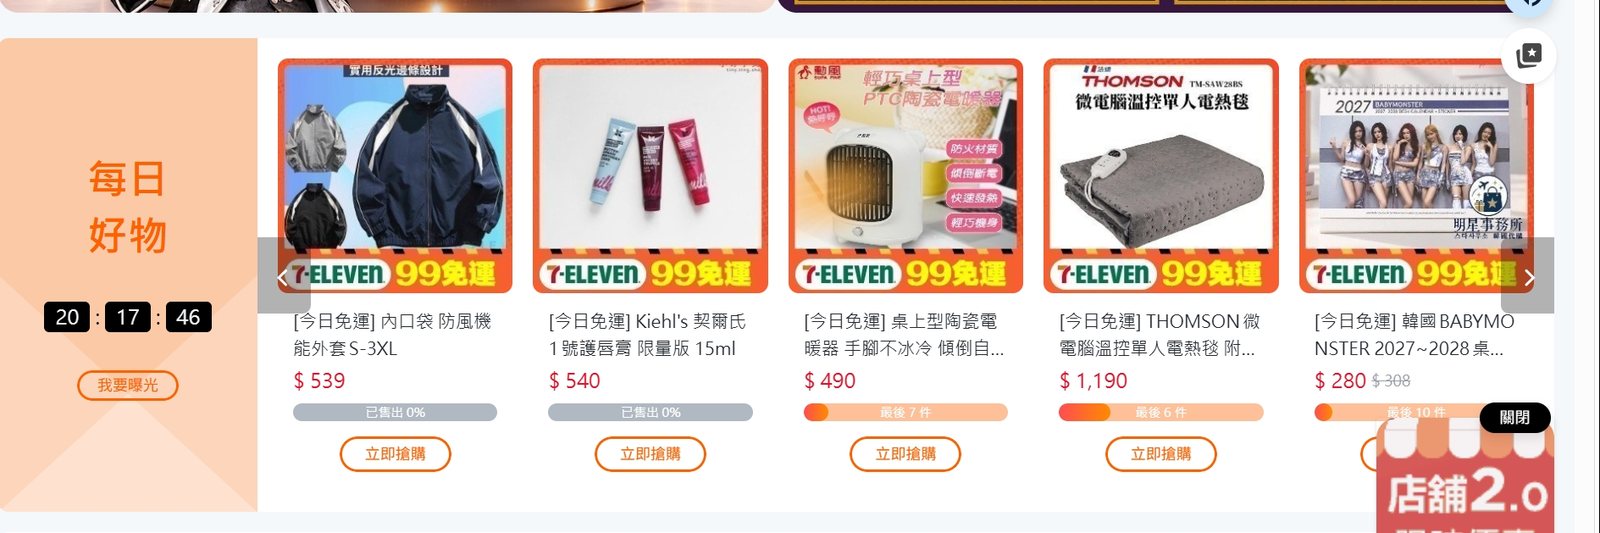 每日
好物
20 : 17 : 46
我要曝光
實用反光邊條設計
7-ELEVEN 99免運
[今日免運] 內口袋 防風機
能外套 S-3XL
$ 539
已售出 0%
立即搶購
7-ELEVEN 99免運
[今日免運] Kiehl's 契爾氏
1 號護唇膏 限量版 15ml
$ 540
已售出 0%
立即搶購
勳風
輕巧桌上型
PTC陶瓷電暖器
HOT!
熱呼呼
防火材質
傾倒斷電
快速發熱
輕巧機身
7-ELEVEN 99免運
[今日免運] 桌上型陶瓷電
暖器 手腳不冰冷 傾倒自...
$ 490
最後 7 件
立即搶購
法國
THOMSON TM-SAW28BS
微電腦溫控單人電熱毯
7-ELEVEN 99免運
[今日免運] THOMSON 微
電腦溫控單人電熱毯 附...
$ 1,190
最後 6 件
立即搶購
2027 BABYMONSTER
明星事務所
7-ELEVEN 99免運
[今日免運] 韓國 BABYMO
NSTER 2027~2028 桌...
$ 280 $ 308
最後 10 件
關閉
店舖2.0